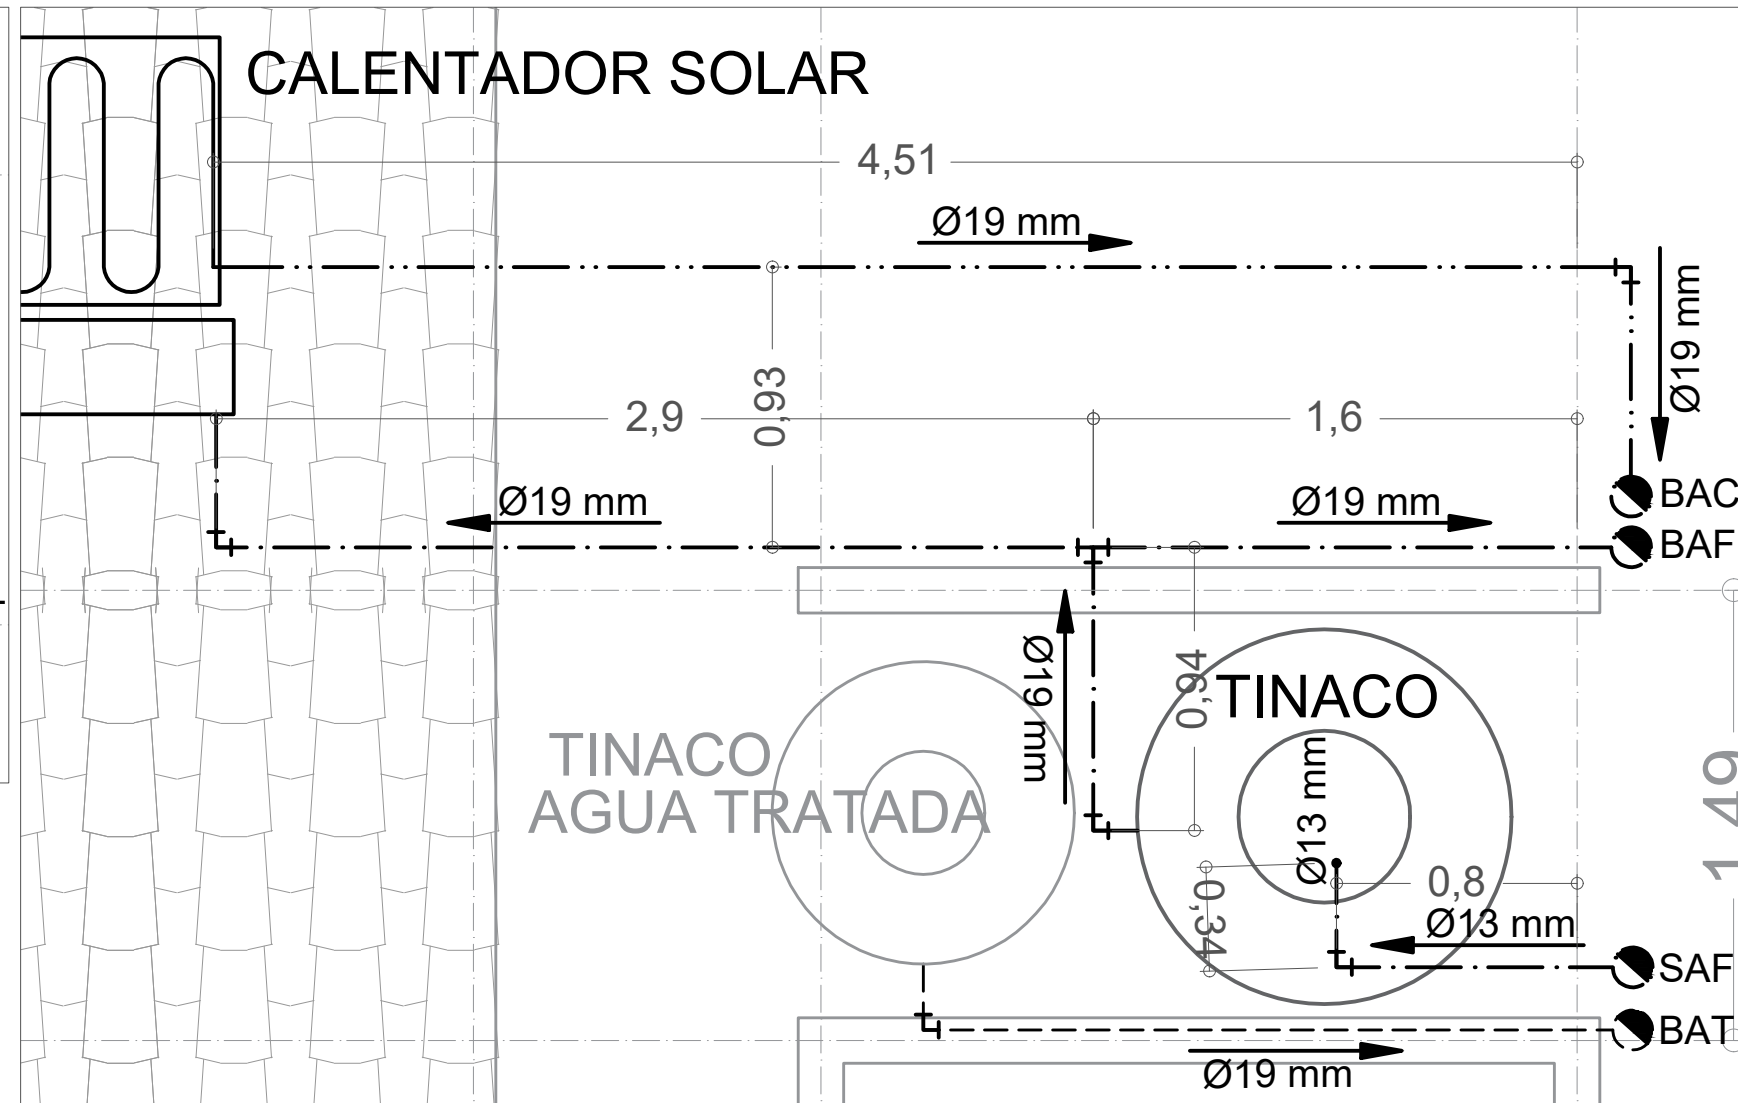 CALENTADOR SOLAR
4,51
Ø19 mm
Ø19 mm
0,93
2,9
1,6
Ø19 mm
Ø19 mm
BAC
BAF
Ø19 mm
0,94
TINACO
TINACO
AGUA TRATADA
Ø13 mm
0,34
0,8
Ø13 mm
SAF
BAT
Ø19 mm